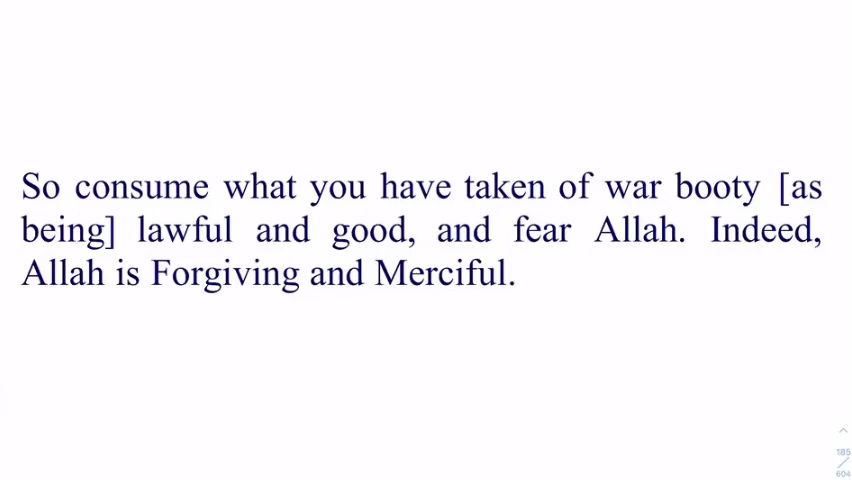 So consume what you have taken of war booty [as
being] lawful and good, and fear Allah. Indeed,
Allah is Forgiving and Merciful.
185
604